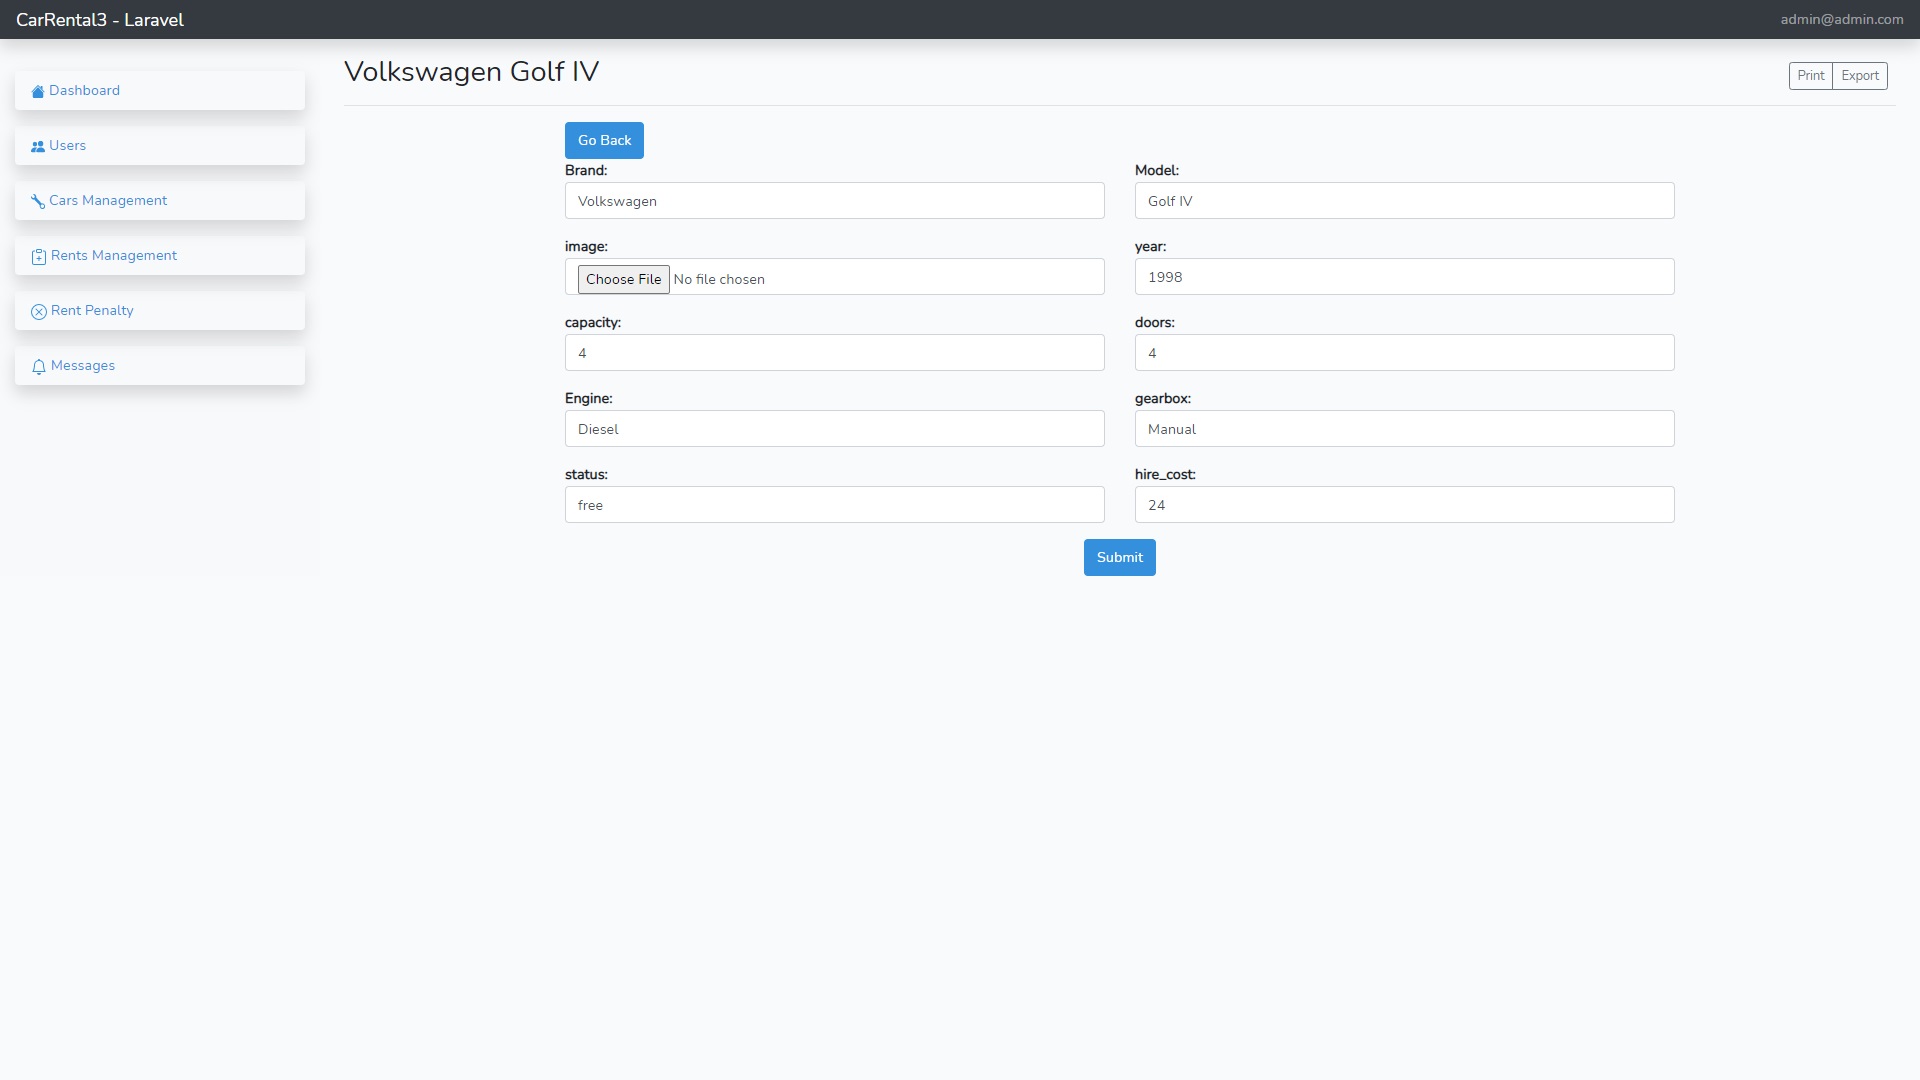 CarRental3 - Laravel
admin@admin.com
Dashboard
Users
Cars Management
Rents Management
Rent Penalty
Messages
Volkswagen Golf IV
Print Export
Go Back
Brand: Model:
Volkswagen Golf IV
image: year:
Choose File No file chosen 1998
capacity: doors:
4 4
Engine: gearbox:
Diesel Manual
status: hire_cost:
free 24
Submit